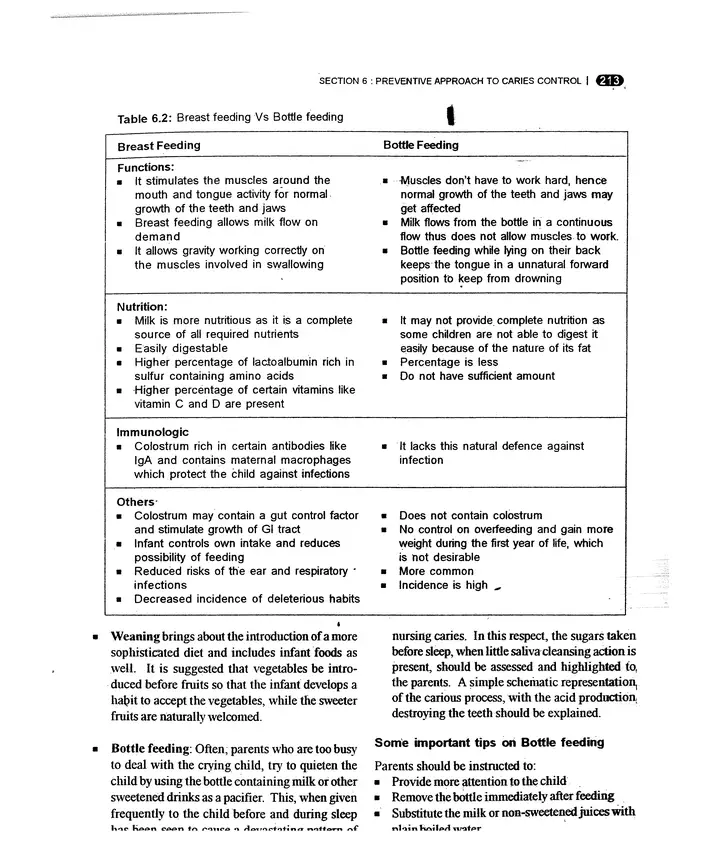 SECTION 6 : PREVENTIVE APPROACH TO CARIES CONTROL | 213
Table 6.2: Breast feeding Vs Bottle feeding
Breast Feeding
Bottle Feeding
Functions:
▪ It stimulates the muscles around the
mouth and tongue activity for normal
growth of the teeth and jaws
▪ Breast feeding allows milk flow on
demand
▪ It allows gravity working correctly on
the muscles involved in swallowing
▪ Muscles don't have to work hard, hence
normal growth of the teeth and jaws may
get affected
▪ Milk flows from the bottle in a continuous
flow thus does not allow muscles to work.
▪ Bottle feeding while lying on their back
keeps the tongue in a unnatural forward
position to keep from drowning
Nutrition:
▪ Milk is more nutritious as it is a complete
source of all required nutrients
▪ Easily digestable
▪ Higher percentage of lactoalbumin rich in
sulfur containing amino acids
▪ Higher percentage of certain vitamins like
vitamin C and D are present
▪ It may not provide complete nutrition as
some children are not able to digest it
easily because of the nature of its fat
▪ Percentage is less
▪ Do not have sufficient amount
Immunologic
▪ Colostrum rich in certain antibodies like
IgA and contains maternal macrophages
which protect the child against infections
▪ It lacks this natural defence against
infection
Others
▪ Colostrum may contain a gut control factor
and stimulate growth of GI tract
▪ Infant controls own intake and reduces
possibility of feeding
▪ Reduced risks of the ear and respiratory
infections
▪ Decreased incidence of deleterious habits
▪ Does not contain colostrum
▪ No control on overfeeding and gain more
weight during the first year of life, which
is not desirable
▪ More common
▪ Incidence is high
▪ Weaning brings about the introduction of a more
sophisticated diet and includes infant foods as
well. It is suggested that vegetables be intro-
duced before fruits so that the infant develops a
habit to accept the vegetables, while the sweeter
fruits are naturally welcomed.
▪ Bottle feeding: Often, parents who are too busy
to deal with the crying child, try to quieten the
child by using the bottle containing milk or other
sweetened drinks as a pacifier. This, when given
frequently to the child before and during sleep
has been seen to cause a devastating pattern of
nursing caries. In this respect, the sugars taken
before sleep, when little saliva cleansing action is
present, should be assessed and highlighted to,
the parents. A simple schematic representation,
of the carious process, with the acid production,
destroying the teeth should be explained.
Some important tips on Bottle feeding
Parents should be instructed to:
▪ Provide more attention to the child
▪ Remove the bottle immediately after feeding
▪ Substitute the milk or non-sweetened juices with
plain boiled water